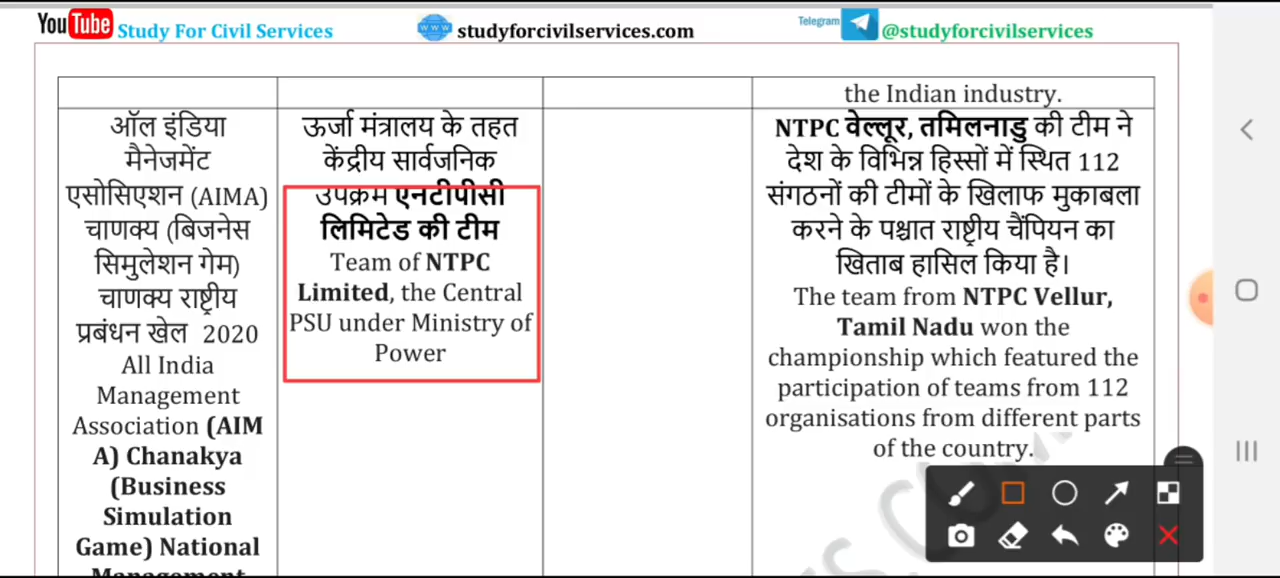 YouTube Study For Civil Services
www studyforcivilservices.com
Telegram @studyforcivilservices
the Indian industry.
ऑल इंडिया
मैनेजमेंट
एसोसिएशन (AIMA)
चाणक्य (बिजनेस
सिमुलेशन गेम)
चाणक्य राष्ट्रीय
प्रबंधन खेल 2020
All India
Management
Association (AIM
A) Chanakya
(Business
Simulation
Game) National
Management
ऊर्जा मंत्रालय के तहत
केंद्रीय सार्वजनिक
उपक्रम एनटीपीसी
लिमिटेड की टीम
Team of NTPC
Limited, the Central
PSU under Ministry of
Power
NTPC वेल्लूर, तमिलनाडु की टीम ने
देश के विभिन्न हिस्सों में स्थित 112
संगठनों की टीमों के खिलाफ मुकाबला
करने के पश्चात राष्ट्रीय चैंपियन का
खिताब हासिल किया है।
The team from NTPC Vellur,
Tamil Nadu won the
championship which featured the
participation of teams from 112
organisations from different parts
of the country.